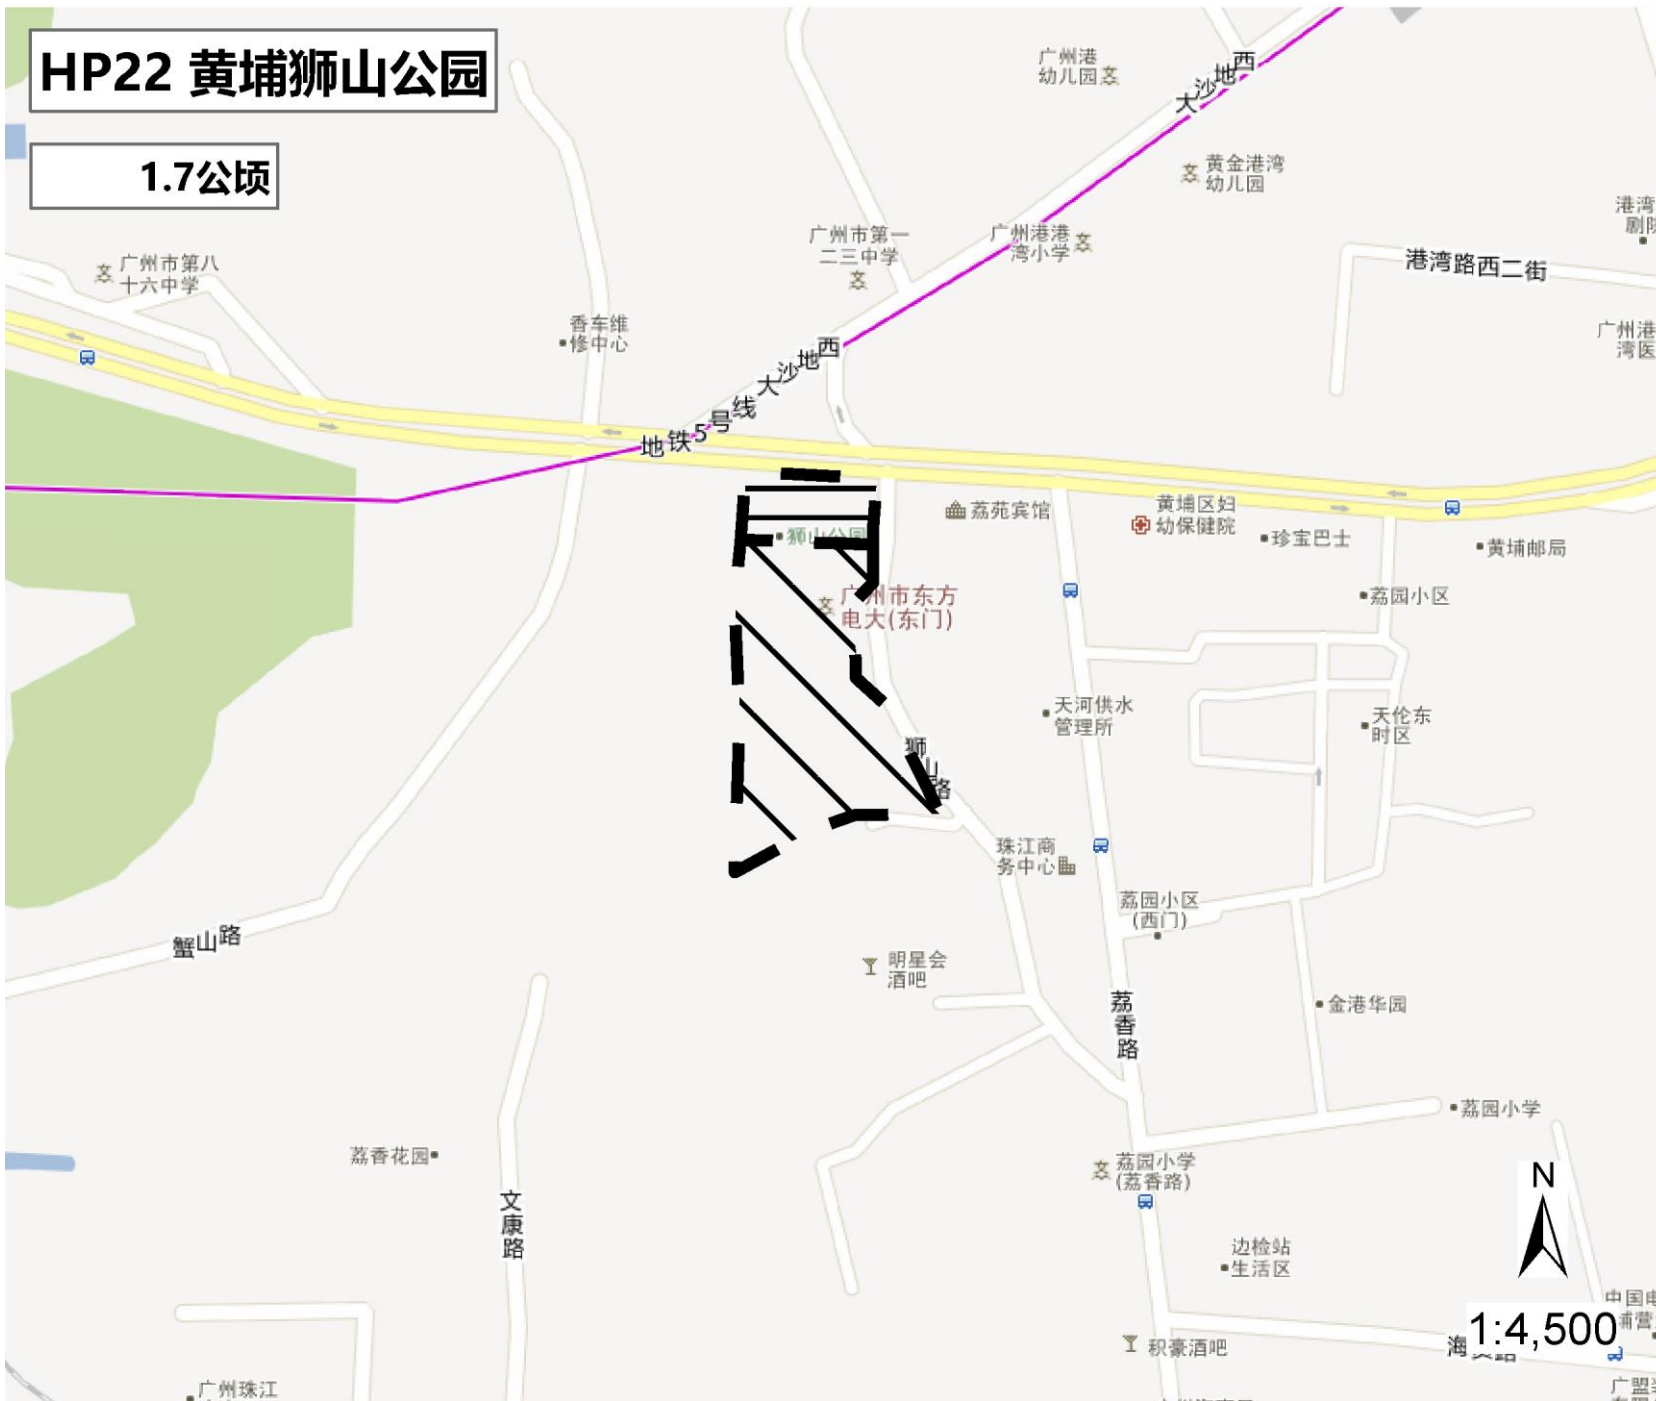 HP22 黄埔狮山公园
1.7公顷
广州港
幼儿园
大沙地西
黄金港湾
幼儿园
港湾
广州市第一
二三中学
广州港港
湾小学
港湾路西二街
广州市第八
十六中学
香车维
修中心
广州港
湾医
地铁5号线
大沙地西
荔苑宾馆
黄埔区妇
幼保健院
珍宝巴士
黄埔邮局
狮山公园
荔园小区
广州市东方
电大(东门)
天河供水
管理所
天伦东
时区
狮山路
珠江商
务中心
荔园小区
(西门)
蟹山路
明星会
酒吧
荔香路
金港华园
荔园小学
荔香花园
荔园小学
(荔香路)
文康路
N
边检站
生活区
中国电
1:4,500
积豪酒吧
广州珠江